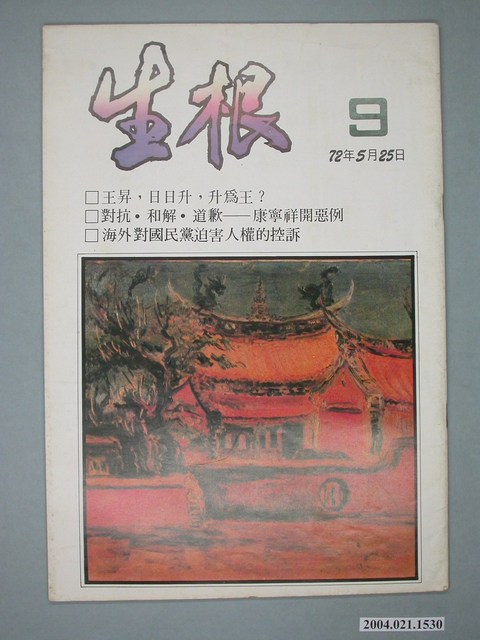 生根
9
72年5月25日
□王昇，日日升，升為王？
□對抗・和解・道歉——康寧祥開惡例
□海外對國民黨迫害人權的控訴
2004.021.1530